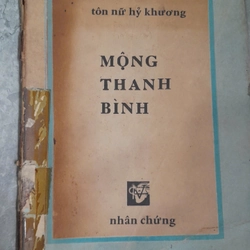 tôn nữ hỷ khương
MỘNG
THANH
BÌNH
nhân chứng